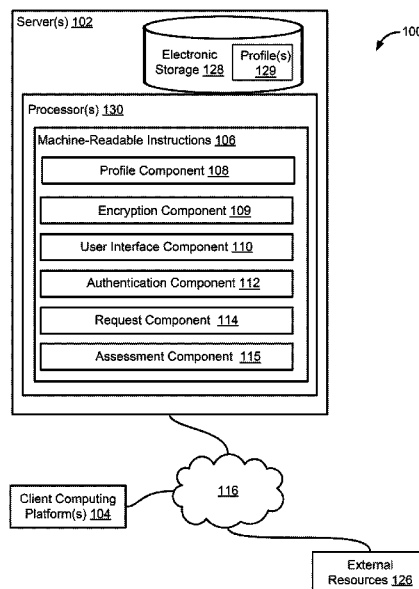 Server(s) 102
100
Electronic
Storage 128
Profile(s)
129
Processor(s) 130
Machine-Readable Instructions 106
Profile Component 108
Encryption Component 109
User Interface Component 110
Authentication Component 112
Request Component 114
Assessment Component 115
116
Client Computing
Platform(s) 104
External
Resources 126